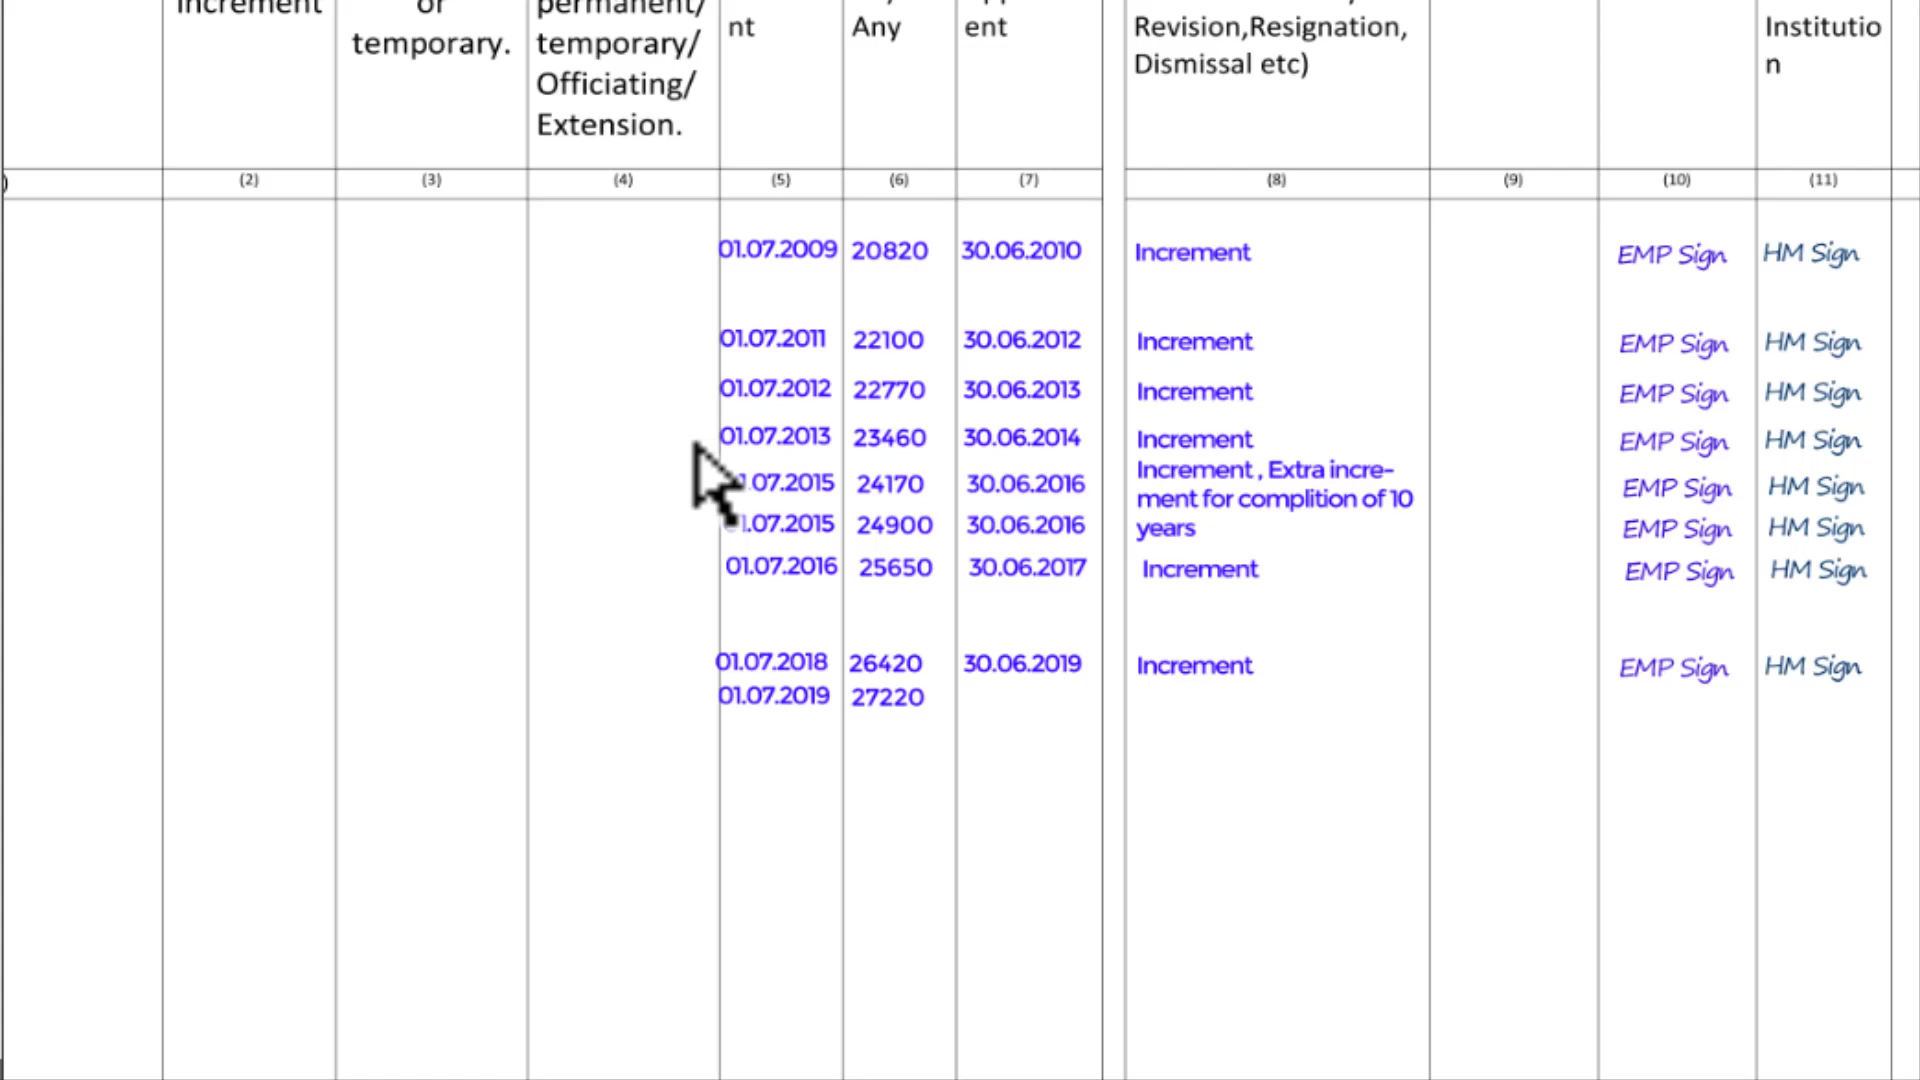 temporary.
permanent/
temporary/
Officiating/
Extension.
nt
Any
ent
Revision,Resignation,
Dismissal etc)
Institutio
n
(2) (3) (4) (5) (6) (7) (8) (9) (10) (11)
01.07.2009 20820 30.06.2010 Increment EMP Sign HM Sign
01.07.2011 22100 30.06.2012 Increment EMP Sign HM Sign
01.07.2012 22770 30.06.2013 Increment EMP Sign HM Sign
01.07.2013 23460 30.06.2014 Increment EMP Sign HM Sign
.07.2015 24170 30.06.2016 Increment , Extra incre- EMP Sign HM Sign
ment for complition of 10
.07.2015 24900 30.06.2016 years EMP Sign HM Sign
01.07.2016 25650 30.06.2017 Increment EMP Sign HM Sign
01.07.2018 26420 30.06.2019 Increment EMP Sign HM Sign
01.07.2019 27220